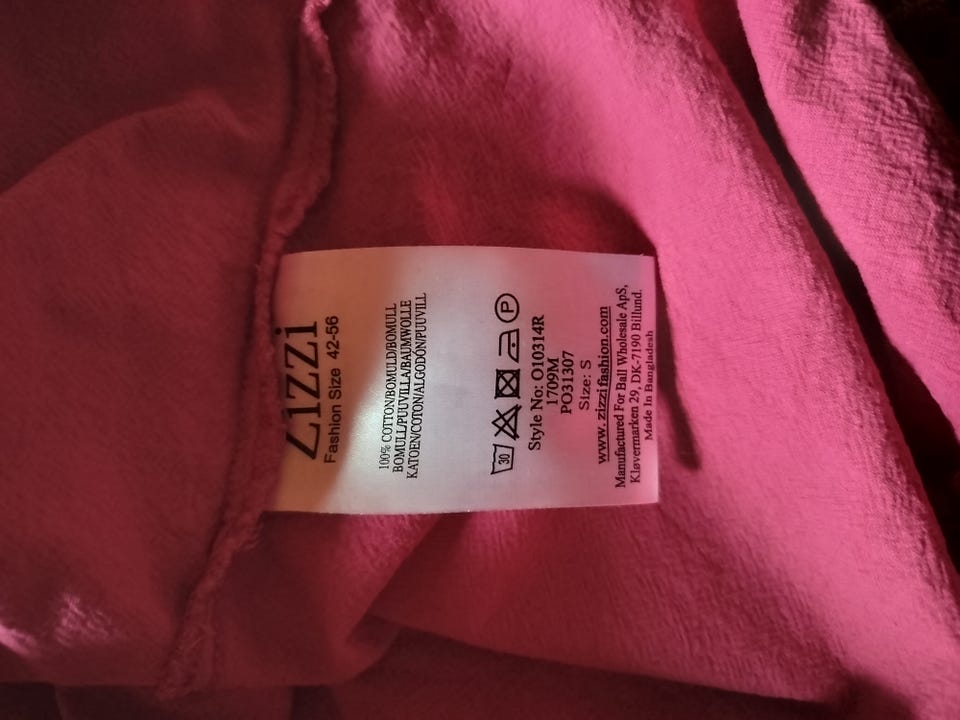 Zizzi
Fashion Size 42-56
100% COTTON/BOMULD/BOMULL
BOMULL/PUUVILLA/BAUMWOLLE
KATOEN/COTON/ALGODÓN/PUUVILL
30 P
Style No: O10314R
1709M
PO31307
Size: S
www.zizzifashion.com
Manufactured For Ball Wholesale ApS,
Kløvermarken 29, DK-7190 Billund.
Made In Bangladesh